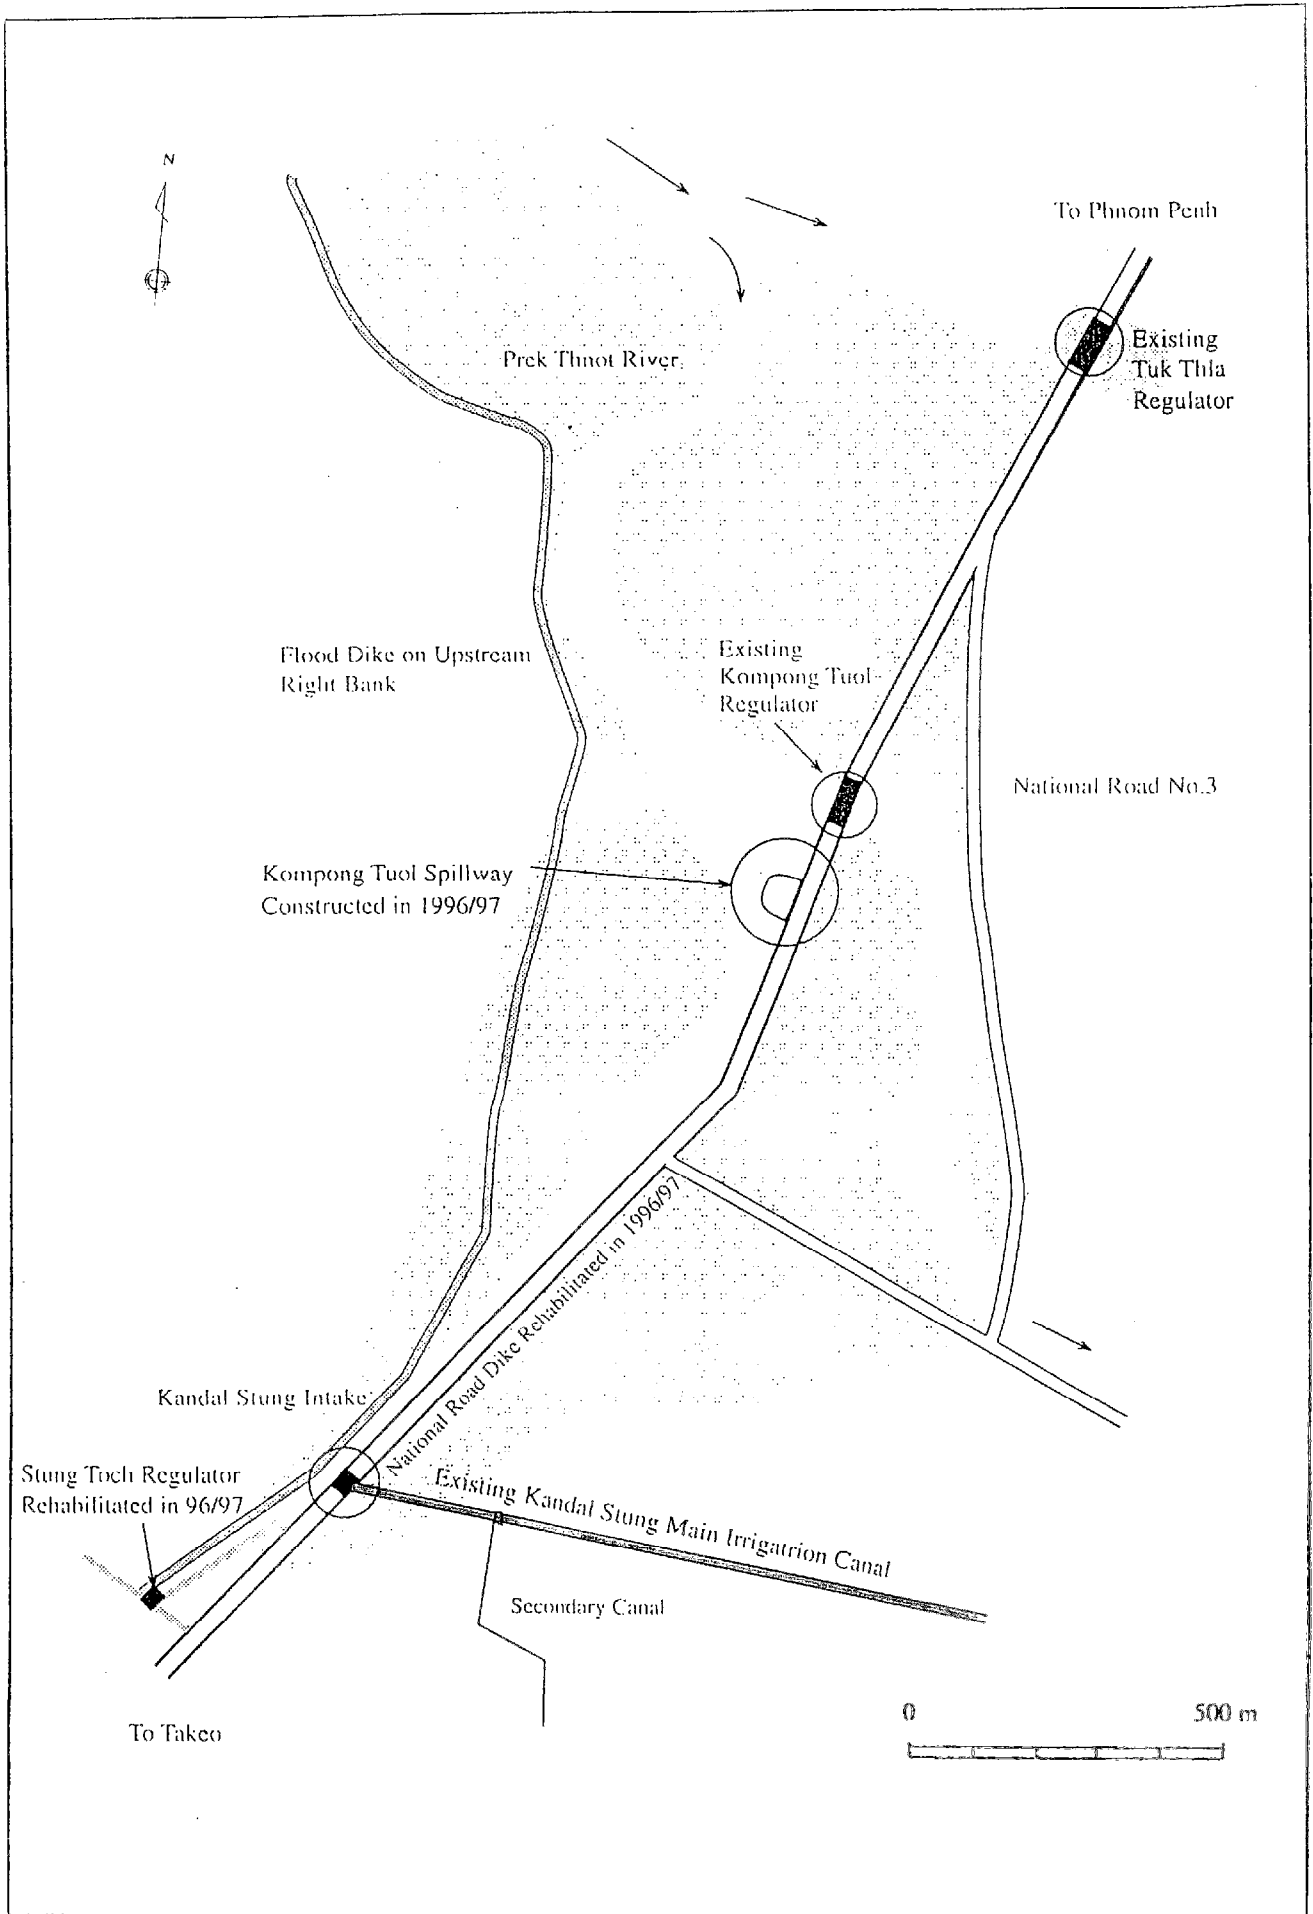 N
To Phnom Penh
Existing
Tuk Thla
Regulator
Prek Thnot River
Flood Dike on Upstream
Right Bank
Existing
Kompong Tuol
Regulator
National Road No.3
Kompong Tuol Spillway
Constructed in 1996/97
National Road Dike Rehabilitated in 1996/97
Kandal Stung Intake
Stung Toch Regulator
Rehabilitated in 96/97
Existing Kandal Stung Main Irrigatrion Canal
Secondary Canal
To Takeo
0 500 m